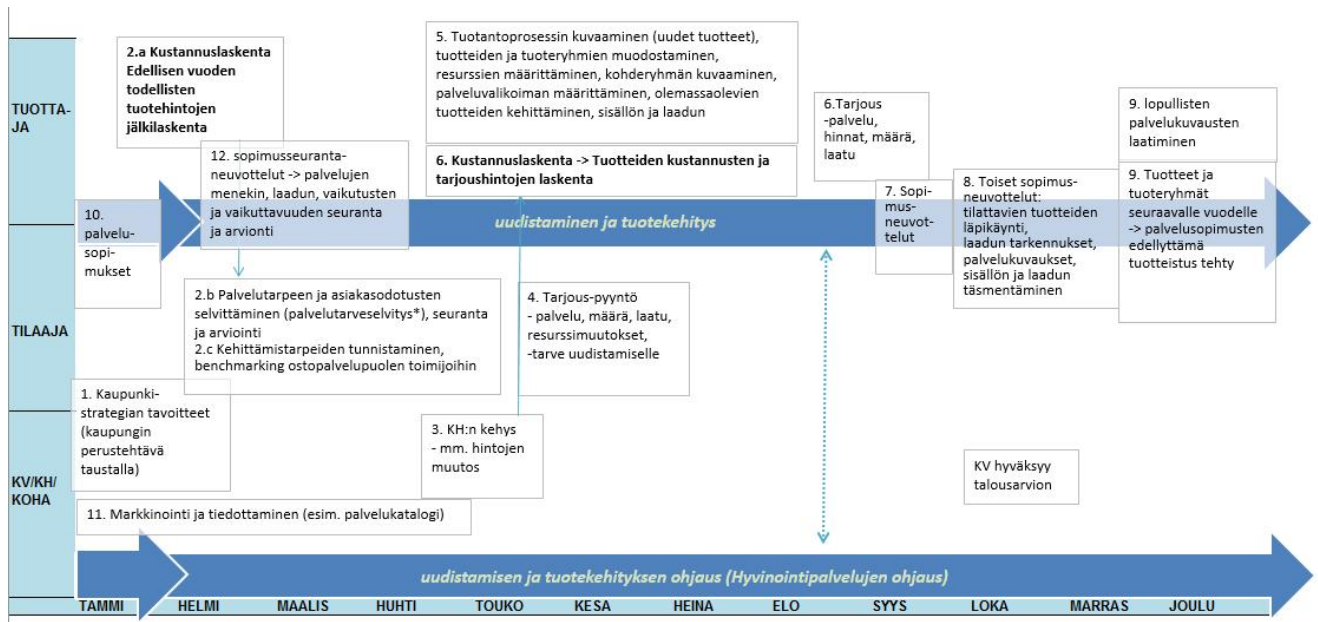 TUOTTA-
JA
2.a Kustannuslaskenta
Edellisen vuoden
todellisten
tuotehintojen
jälkilaskenta
5. Tuotantoprosessin kuvaaminen (uudet tuotteet),
tuotteiden ja tuoteryhmien muodostaminen,
resurssien määrittäminen, kohderyhmän kuvaaminen,
palveluvalikoiman määrittäminen, olemassaolevien
tuotteiden kehittäminen, sisällön ja laadun
6.Tarjous
-palvelu,
hinnat, määrä,
laatu
9. lopullisten
palvelukuvausten
laatiminen
12. sopimusseuranta-
neuvottelut -> palvelujen
menekin, laadun, vaikutusten
ja vaikuttavuuden seuranta
ja arvionti
6. Kustannuslaskenta -> Tuotteiden kustannusten ja
tarjoushintojen laskenta
10.
palvelu-
sopi-
mukset
uudistaminen ja tuotekehitys
7. Sopi-
mus-
neuvot-
telut
8. Toiset sopimus-
neuvottelut:
tilattavien tuotteiden
läpikäynti,
laadun tarkennukset,
palvelukuvaukset,
sisällön ja laadun
täsmentäminen
9. Tuotteet ja
tuoteryhmät
seuraavalle vuodelle
-> palvelusopimusten
edellyttämä
tuotteistus tehty
TILAAJA
2.b Palvelutarpeen ja asiakasodotusten
selvittäminen (palvelutarveselvitys*), seuranta
ja arviointi
2.c Kehittämistarpeiden tunnistaminen,
benchmarking ostopalvelupuolen toimijoihin
4. Tarjous-pyyntö
- palvelu, määrä, laatu,
resurssimuutokset,
-tarve uudistamiselle
1. Kaupunki-
strategian tavoitteet
(kaupungin
perustehtävä
taustalla)
3. KH:n kehys
- mm. hintojen
muutos
KV/KH/
KOHA
KV hyväksyy
talousarvion
11. Markkinointi ja tiedottaminen (esim. palvelukatalogi)
uudistamisen ja tuotekehityksen ohjaus (Hyvinointipalvelujen ohjaus)
TAMMI HELMI MAALIS HUHTI TOUKO KESA HEINA ELO SYYS LOKA MARRAS JOULU